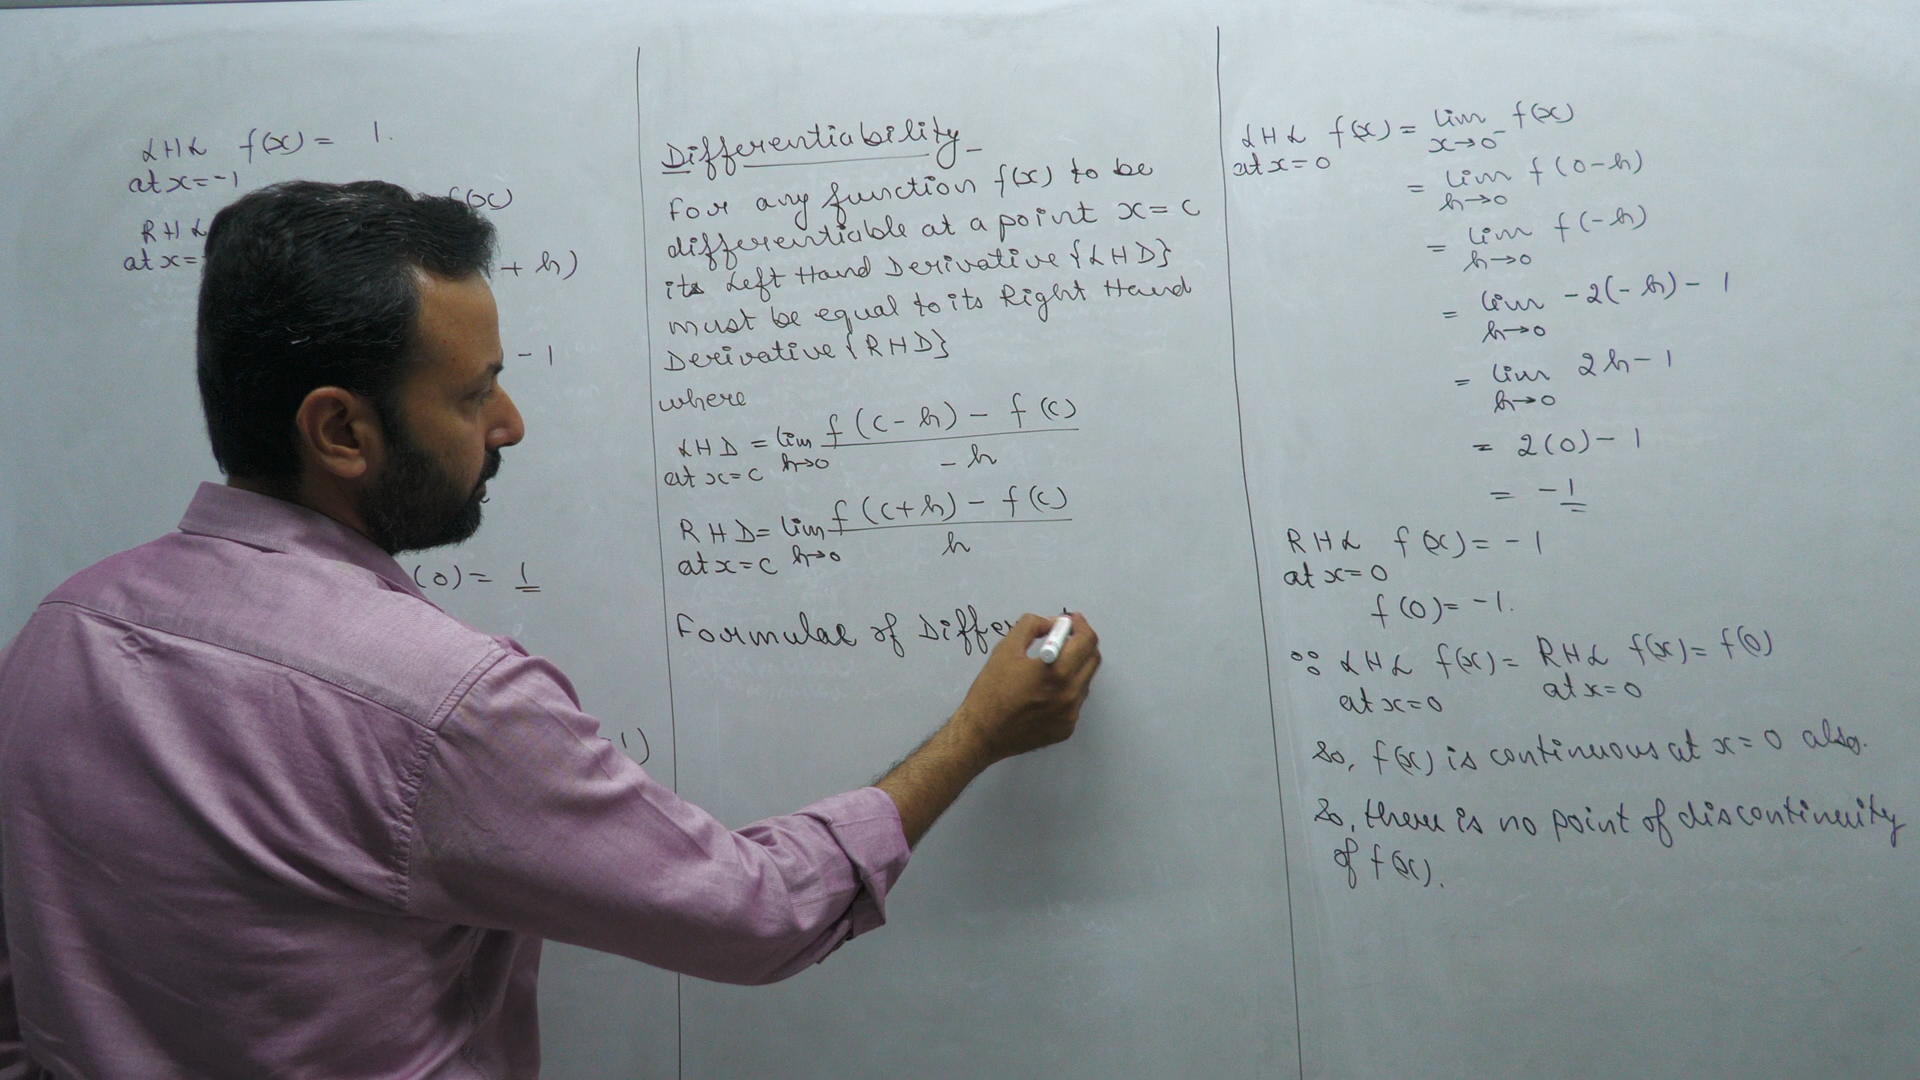 LHL f(x) = 1.
at x=-1
RHL f(x)
at x=
+ h)
- 1
(0) = 1
1)
Differentiability -
For any function f(x) to be
differentiable at a point x = c
its Left Hand Derivative {LHD}
must be equal to its Right Hand
Derivative {RHD}
where
LHD = lim f(c-h) - f(c)
at x=c h→0 -h
RHD = lim f(c+h) - f(c)
at x=c h→0 h
Formulae of Differ
LHL f(x) = lim f(x)
at x=0 x→0⁻
= lim f(0-h)
h→0
= lim f(-h)
h→0
= lim -2(-h) - 1
h→0
= lim 2h - 1
h→0
= 2(0) - 1
= -1
RHL f(x) = -1
at x=0
f(0) = -1.
∵ LHL f(x) = RHL f(x) = f(0)
at x=0 at x=0
So, f(x) is continuous at x=0 also.
So, there is no point of discontinuity
of f(x).